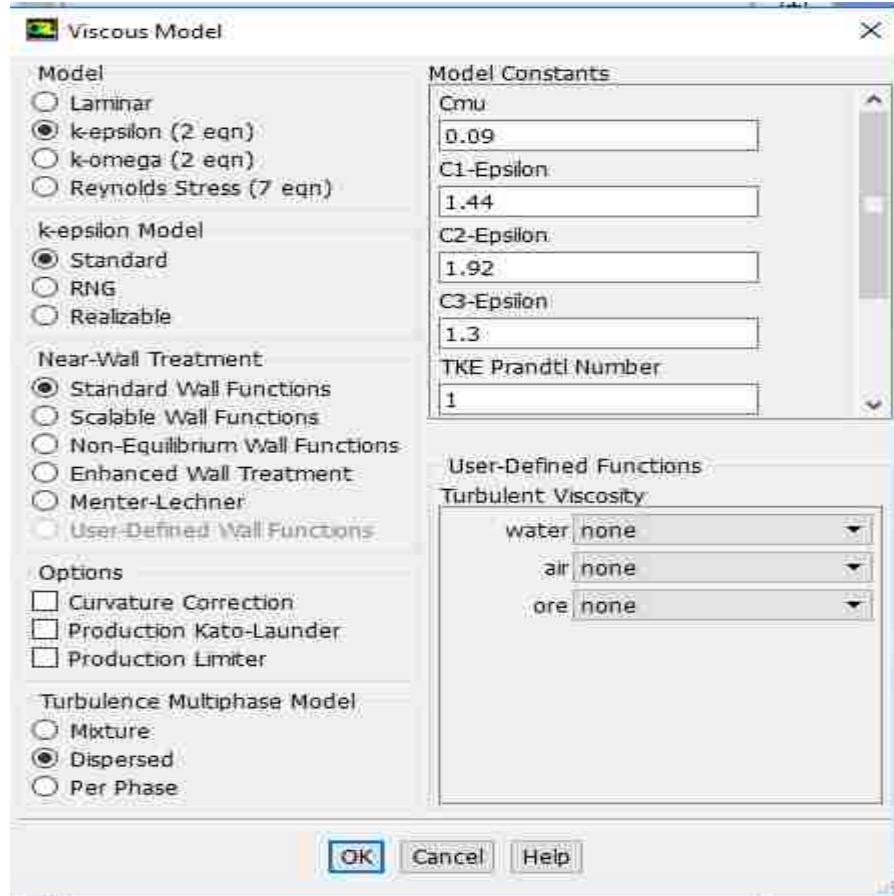 Viscous Model
Model
Laminar
k-epsilon (2 eqn)
k-omega (2 eqn)
Reynolds Stress (7 eqn)
k-epsilon Model
Standard
RNG
Realizable
Near-Wall Treatment
Standard Wall Functions
Scalable Wall Functions
Non-Equilibrium Wall Functions
Enhanced Wall Treatment
Menter-Lechner
User-Defined Wall Functions
Options
Curvature Correction
Production Kato-Launder
Production Limiter
Turbulence Multiphase Model
Mixture
Dispersed
Per Phase
Model Constants
Cmu
0.09
C1-Epsilon
1.44
C2-Epsilon
1.92
C3-Epsilon
1.3
TKE Prandtl Number
1
User-Defined Functions
Turbulent Viscosity
water none
air none
ore none
OK Cancel Help